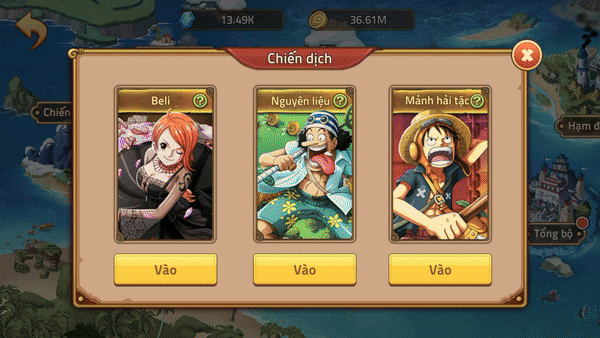 13.49K
36.61M
Chiến dịch
Beli ?
Nguyên liệu ?
Mảnh hải tặc ?
Chiến
Hạm đ
Tổng bộ
Vào
Vào
Vào